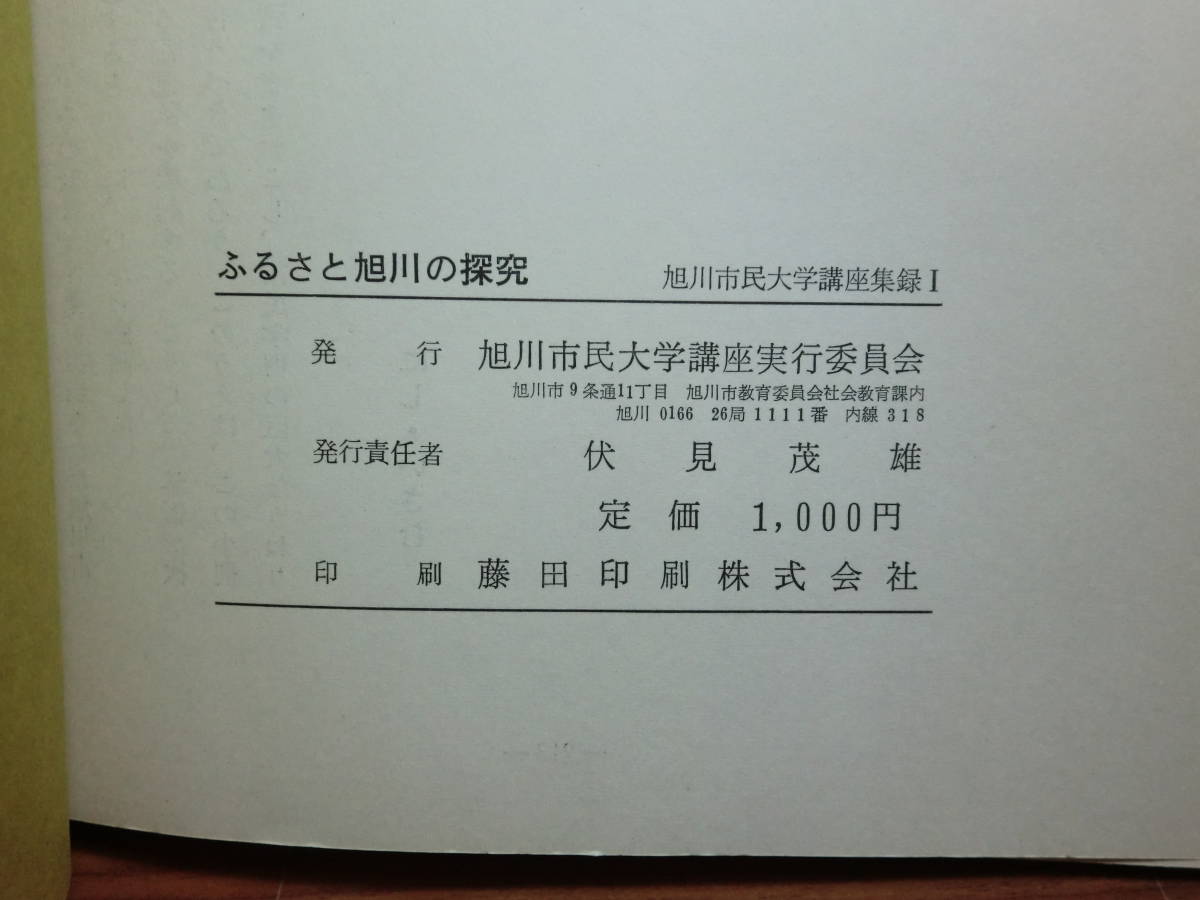 ふるさと旭川の探究 旭川市民大学講座集録Ⅰ
発行 旭川市民大学講座実行委員会
旭川市9条通11丁目 旭川市教育委員会社会教育課内
旭川 0166 26局1111番 内線318
発行責任者 伏見茂雄
定価 1,000円
印刷 藤田印刷株式会社